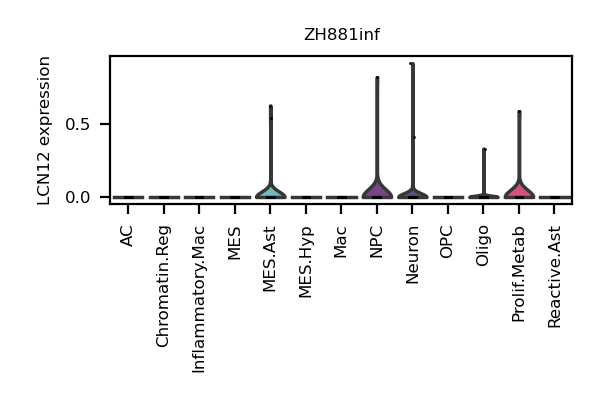 ZH881inf
LCN12 expression
0.5
0.0
AC
Chromatin.Reg
Inflammatory.Mac
MES
MES.Ast
MES.Hyp
Mac
NPC
Neuron
OPC
Oligo
Prolif.Metab
Reactive.Ast